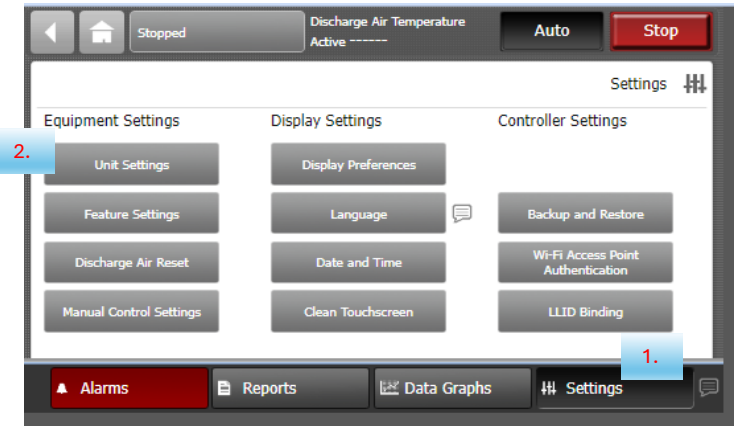 Stopped
Discharge Air Temperature
Active ------
Auto
Stop
Settings
Equipment Settings
Display Settings
Controller Settings
2.
Unit Settings
Display Preferences
Feature Settings
Language
Backup and Restore
Discharge Air Reset
Date and Time
Wi-Fi Access Point
Authentication
Manual Control Settings
Clean Touchscreen
LLID Binding
1.
Alarms
Reports
Data Graphs
Settings